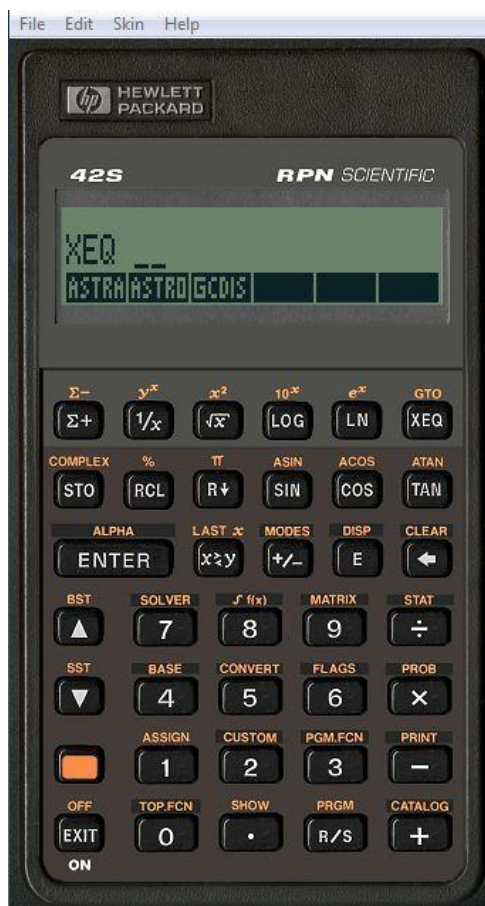 File Edit Skin Help
hp HEWLETT
PACKARD
42S RPN SCIENTIFIC
XEQ _ _
ASTRA ASTRO GCDIS
Σ- yˣ x² 10ˣ eˣ GTO
Σ+ 1/x √x LOG LN XEQ
COMPLEX % π ASIN ACOS ATAN
STO RCL R↓ SIN COS TAN
ALPHA LAST x MODES DISP CLEAR
ENTER x≷y +/- E ←
BST SOLVER ∫ f(x) MATRIX STAT
▲ 7 8 9 ÷
SST BASE CONVERT FLAGS PROB
▼ 4 5 6 ×
ASSIGN CUSTOM PGM.FCN PRINT
1 2 3 −
OFF TOP.FCN SHOW PRGM CATALOG
EXIT 0 . R/S +
ON